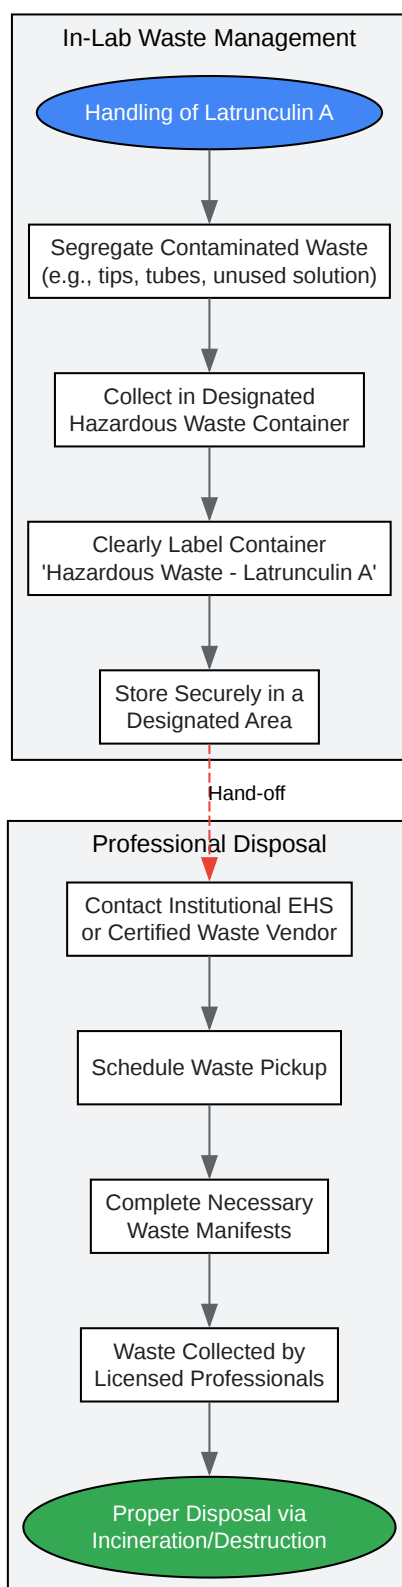 In-Lab Waste Management
Handling of Latrunculin A
Segregate Contaminated Waste
(e.g., tips, tubes, unused solution)
Collect in Designated
Hazardous Waste Container
Clearly Label Container
'Hazardous Waste - Latrunculin A'
Store Securely in a
Designated Area
Hand-off
Professional Disposal
Contact Institutional EHS
or Certified Waste Vendor
Schedule Waste Pickup
Complete Necessary
Waste Manifests
Waste Collected by
Licensed Professionals
Proper Disposal via
Incineration/Destruction